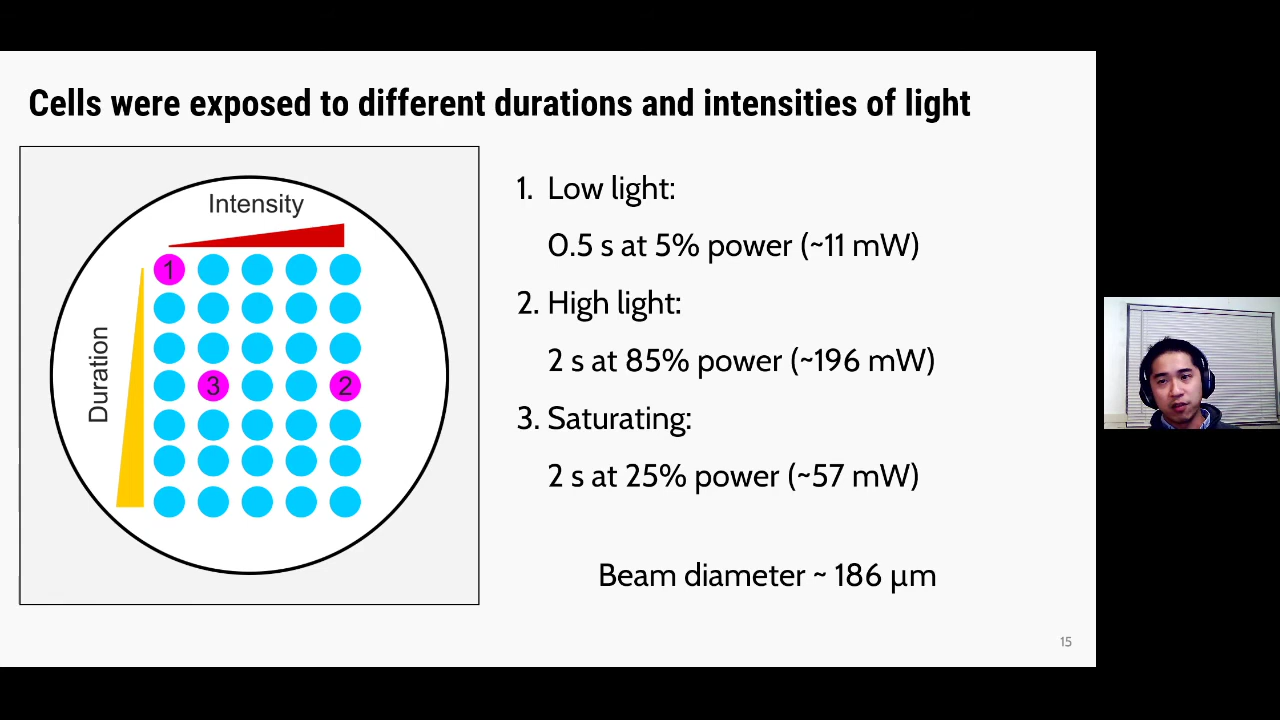 Cells were exposed to different durations and intensities of light
Intensity
Duration
1
3
2
1. Low light:
0.5 s at 5% power (~11 mW)
2. High light:
2 s at 85% power (~196 mW)
3. Saturating:
2 s at 25% power (~57 mW)
Beam diameter ~ 186 µm
15